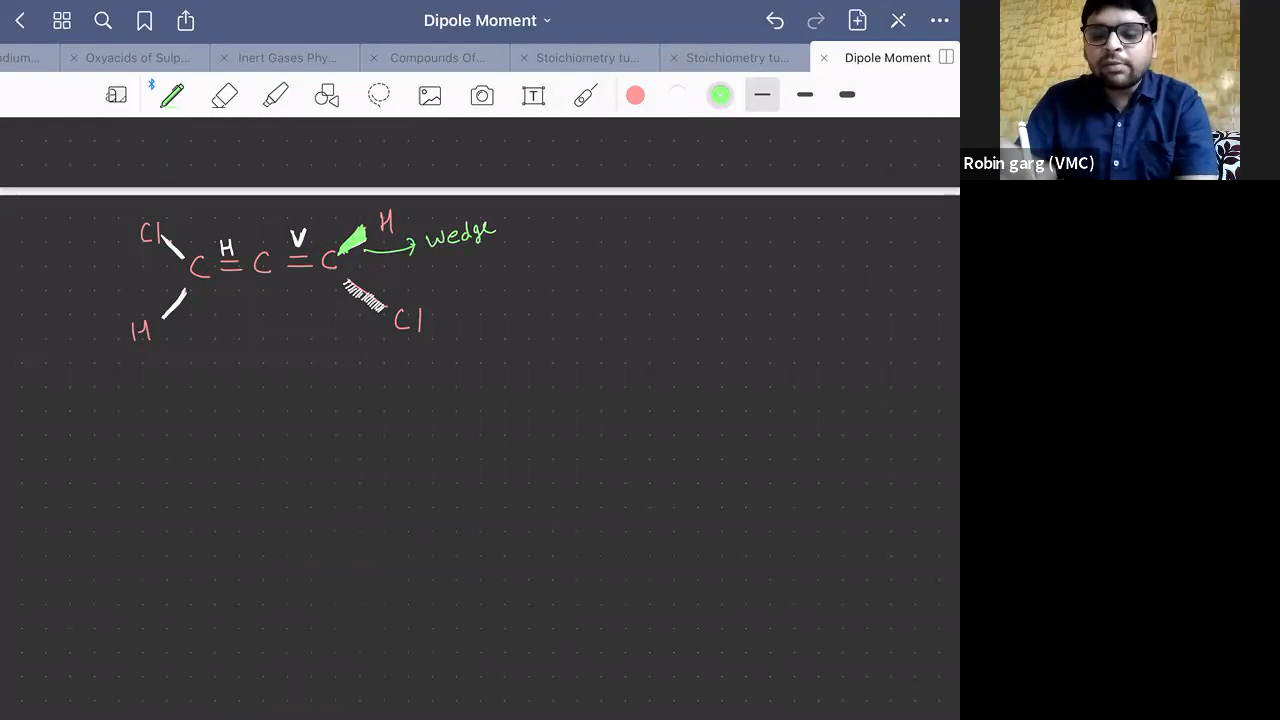 Dipole Moment
odium...
× Oxyacids of Sulp...
× Inert Gases Phy...
× Compounds Of...
× Stoichiometry tu...
× Stoichiometry tu...
× Dipole Moment
T
Robin garg (VMC)
Cl H
C =H= C =V= C → wedge
H Cl